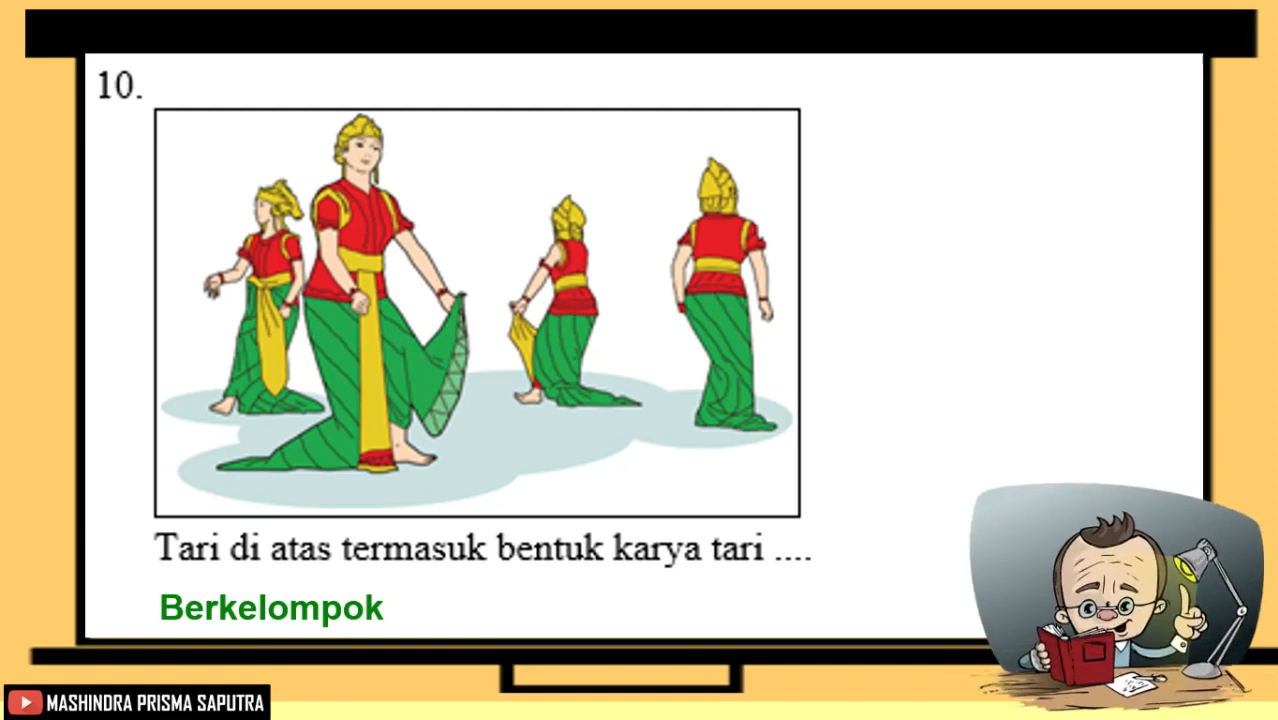 10.
Tari di atas termasuk bentuk karya tari ....
Berkelompok
MASHINDRA PRISMA SAPUTRA